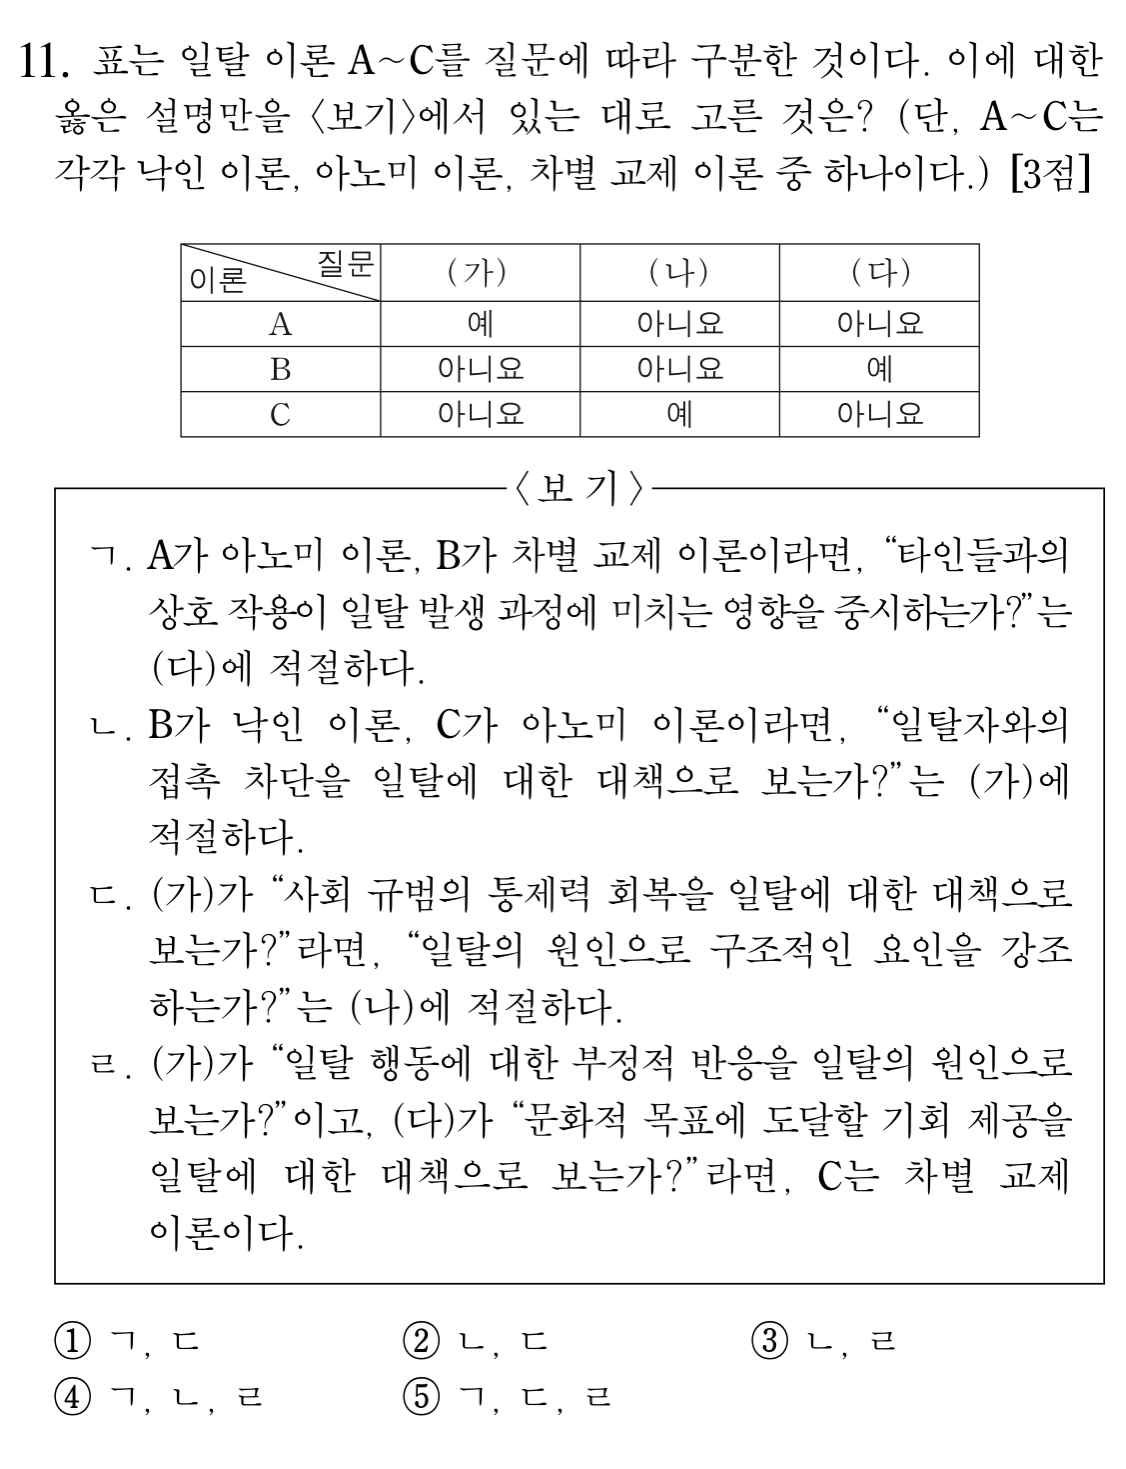 11. 표는 일탈 이론 A~C를 질문에 따라 구분한 것이다. 이에 대한
옳은 설명만을 〈보기〉에서 있는 대로 고른 것은? (단, A~C는
각각 낙인 이론, 아노미 이론, 차별 교제 이론 중 하나이다.) [3점]
이론 질문 (가) (나) (다)
A 예 아니요 아니요
B 아니요 아니요 예
C 아니요 예 아니요
〈보 기〉
ㄱ. A가 아노미 이론, B가 차별 교제 이론이라면, “타인들과의
상호 작용이 일탈 발생 과정에 미치는 영향을 중시하는가?”는
(다)에 적절하다.
ㄴ. B가 낙인 이론, C가 아노미 이론이라면, “일탈자와의
접촉 차단을 일탈에 대한 대책으로 보는가?”는 (가)에
적절하다.
ㄷ. (가)가 “사회 규범의 통제력 회복을 일탈에 대한 대책으로
보는가?”라면, “일탈의 원인으로 구조적인 요인을 강조
하는가?”는 (나)에 적절하다.
ㄹ. (가)가 “일탈 행동에 대한 부정적 반응을 일탈의 원인으로
보는가?”이고, (다)가 “문화적 목표에 도달할 기회 제공을
일탈에 대한 대책으로 보는가?”라면, C는 차별 교제
이론이다.
① ㄱ, ㄷ ② ㄴ, ㄷ ③ ㄴ, ㄹ
④ ㄱ, ㄴ, ㄹ ⑤ ㄱ, ㄷ, ㄹ